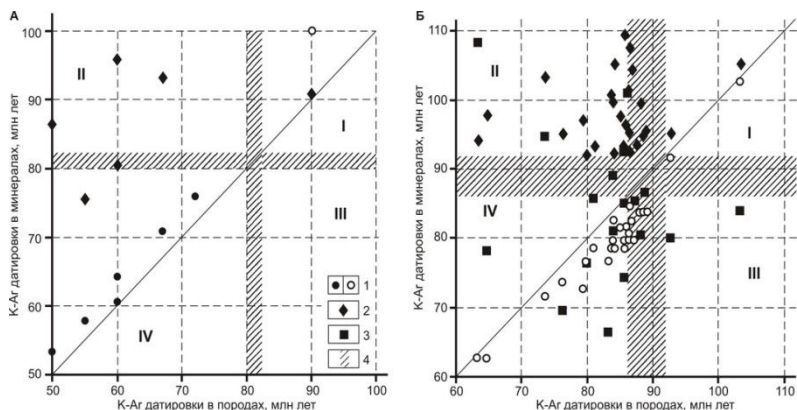 А
К-Ar датировки в минералах, млн лет
100
90
80
70
60
50
II
I
III
IV
1
2
3
4
50 60 70 80 90 100
К-Ar датировки в породах, млн лет
Б
К-Ar датировки в минералах, млн лет
110
100
90
80
70
60
II
I
IV
III
60 70 80 90 100 110
К-Ar датировки в породах, млн лет